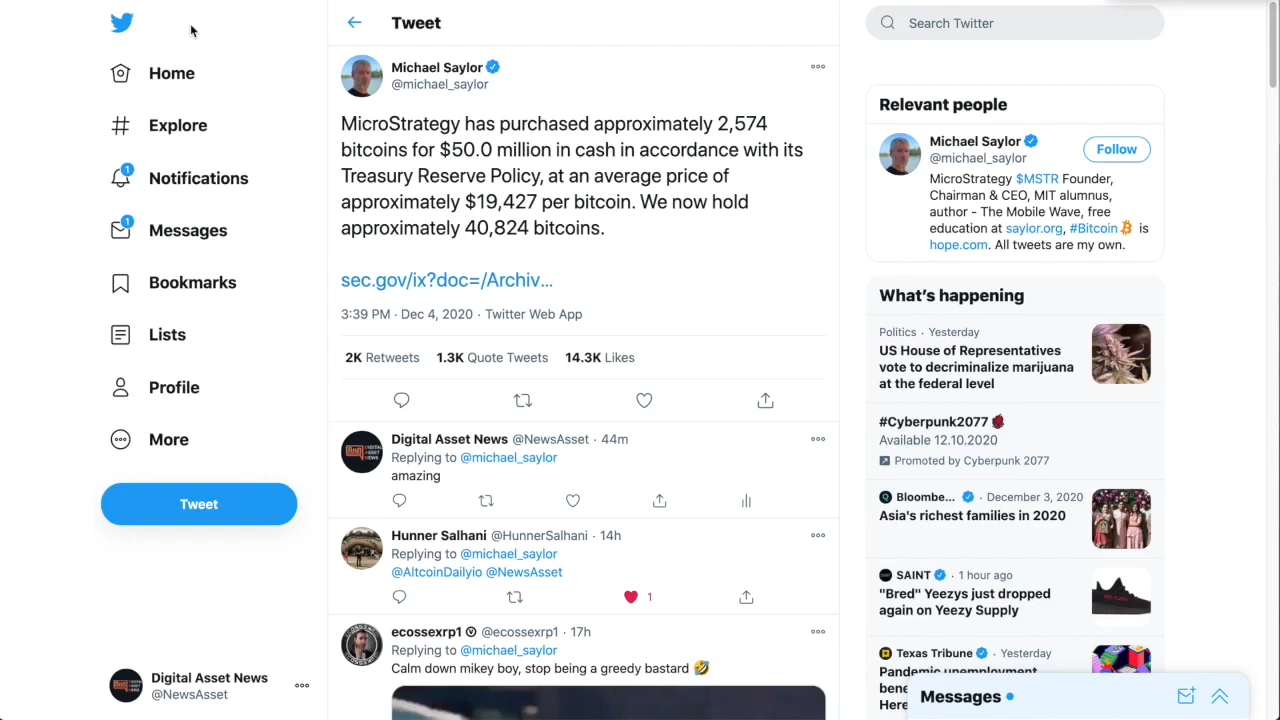 Home
Explore
1
Notifications
1
Messages
Bookmarks
Lists
Profile
More
Tweet
Digital Asset News
@NewsAsset
Tweet
Michael Saylor
@michael_saylor
MicroStrategy has purchased approximately 2,574
bitcoins for $50.0 million in cash in accordance with its
Treasury Reserve Policy, at an average price of
approximately $19,427 per bitcoin. We now hold
approximately 40,824 bitcoins.
sec.gov/ix?doc=/Archiv...
3:39 PM · Dec 4, 2020 · Twitter Web App
2K Retweets 1.3K Quote Tweets 14.3K Likes
Digital Asset News @NewsAsset · 44m
Replying to @michael_saylor
amazing
Hunner Salhani @HunnerSalhani · 14h
Replying to @michael_saylor
@AltcoinDailyio @NewsAsset
1
ecossexrp1 @ecossexrp1 · 17h
Replying to @michael_saylor
Calm down mikey boy, stop being a greedy bastard 🤣
Search Twitter
Relevant people
Michael Saylor
@michael_saylor
Follow
MicroStrategy $MSTR Founder,
Chairman & CEO, MIT alumnus,
author - The Mobile Wave, free
education at saylor.org, #Bitcoin is
hope.com. All tweets are my own.
What's happening
Politics · Yesterday
US House of Representatives
vote to decriminalize marijuana
at the federal level
#Cyberpunk2077
Available 12.10.2020
Promoted by Cyberpunk 2077
Bloombe... · December 3, 2020
Asia's richest families in 2020
SAINT · 1 hour ago
"Bred" Yeezys just dropped
again on Yeezy Supply
Texas Tribune · Yesterday
Pandemic unemployment
bene
Here
Messages